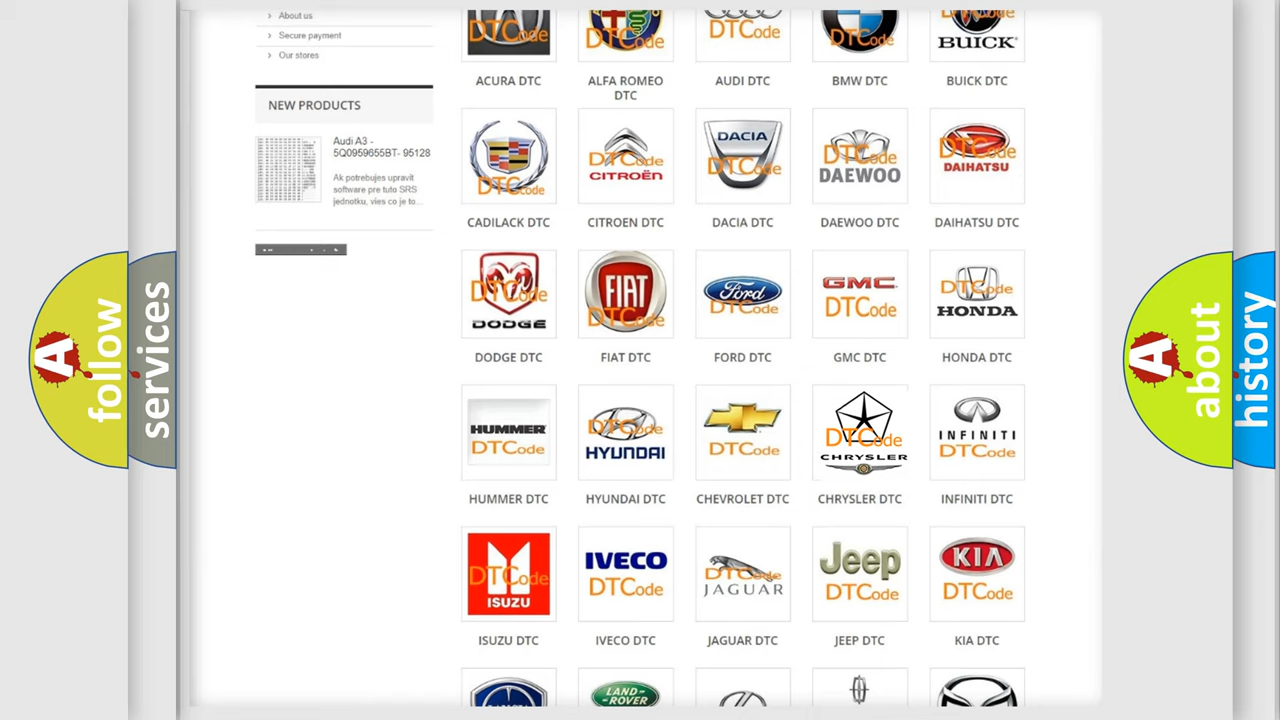 About us
Secure payment
Our stores
NEW PRODUCTS
Audi A3 -
5Q0959655BT- 95128
Ak potrebujes upravit
software pre tuto SRS
jednotku, vies co je to...
DTCode
DTCode
DTCode
DTCode
BUICK
ACURA DTC
ALFA ROMEO
DTC
AUDI DTC
BMW DTC
BUICK DTC
DTCode
DTCode
CITROËN
DACIA
DTCode
DTCode
DAEWOO
DTCode
DAIHATSU
CADILACK DTC
CITROEN DTC
DACIA DTC
DAEWOO DTC
DAIHATSU DTC
DTCode
DODGE
FIAT
DTCode
Ford
DTCode
GMC
DTCode
DTCode
HONDA
DODGE DTC
FIAT DTC
FORD DTC
GMC DTC
HONDA DTC
HUMMER
DTCode
DTCode
HYUNDAI
DTCode
DTCode
CHRYSLER
INFINITI
DTCode
HUMMER DTC
HYUNDAI DTC
CHEVROLET DTC
CHRYSLER DTC
INFINITI DTC
DTCode
ISUZU
IVECO
DTCode
DTCode
JAGUAR
Jeep
DTCode
KIA
DTCode
ISUZU DTC
IVECO DTC
JAGUAR DTC
JEEP DTC
KIA DTC
LAND-
ROVER
A
follow
services
A
about
history